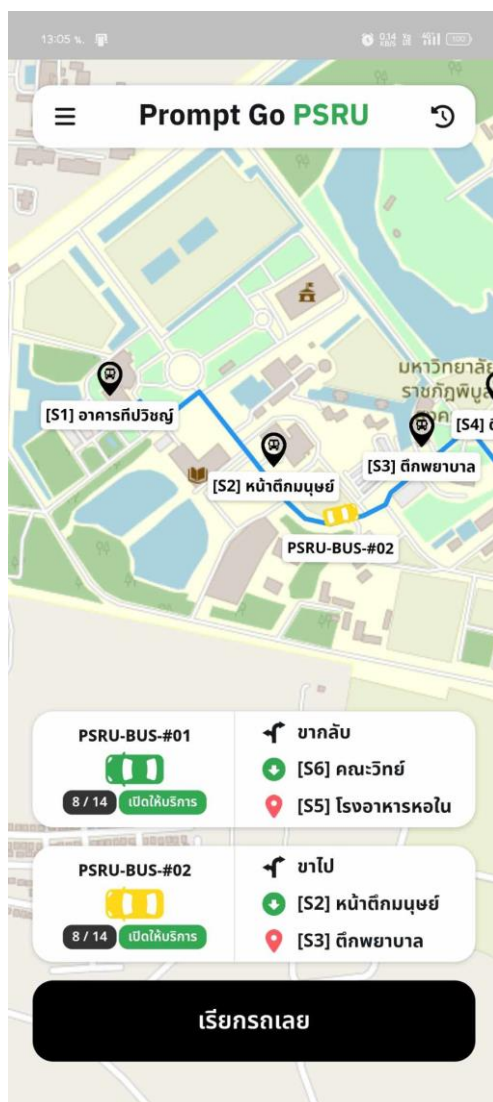 13:05 น.
Prompt Go PSRU
มหาวิทยาลัย
ราชภัฏพิบูล
[S1] อาคารทีปวิชญ์
[S4]
[S3] ตึกพยาบาล
[S2] หน้าตึกมนุษย์
PSRU-BUS-#02
PSRU-BUS-#01
8 / 14 เปิดให้บริการ
ขากลับ
[S6] คณะวิทย์
[S5] โรงอาหารหอใน
PSRU-BUS-#02
8 / 14 เปิดให้บริการ
ขาไป
[S2] หน้าตึกมนุษย์
[S3] ตึกพยาบาล
เรียกรถเลย